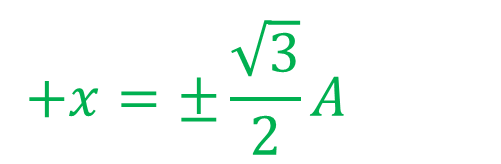 +x = ± √3/2 A